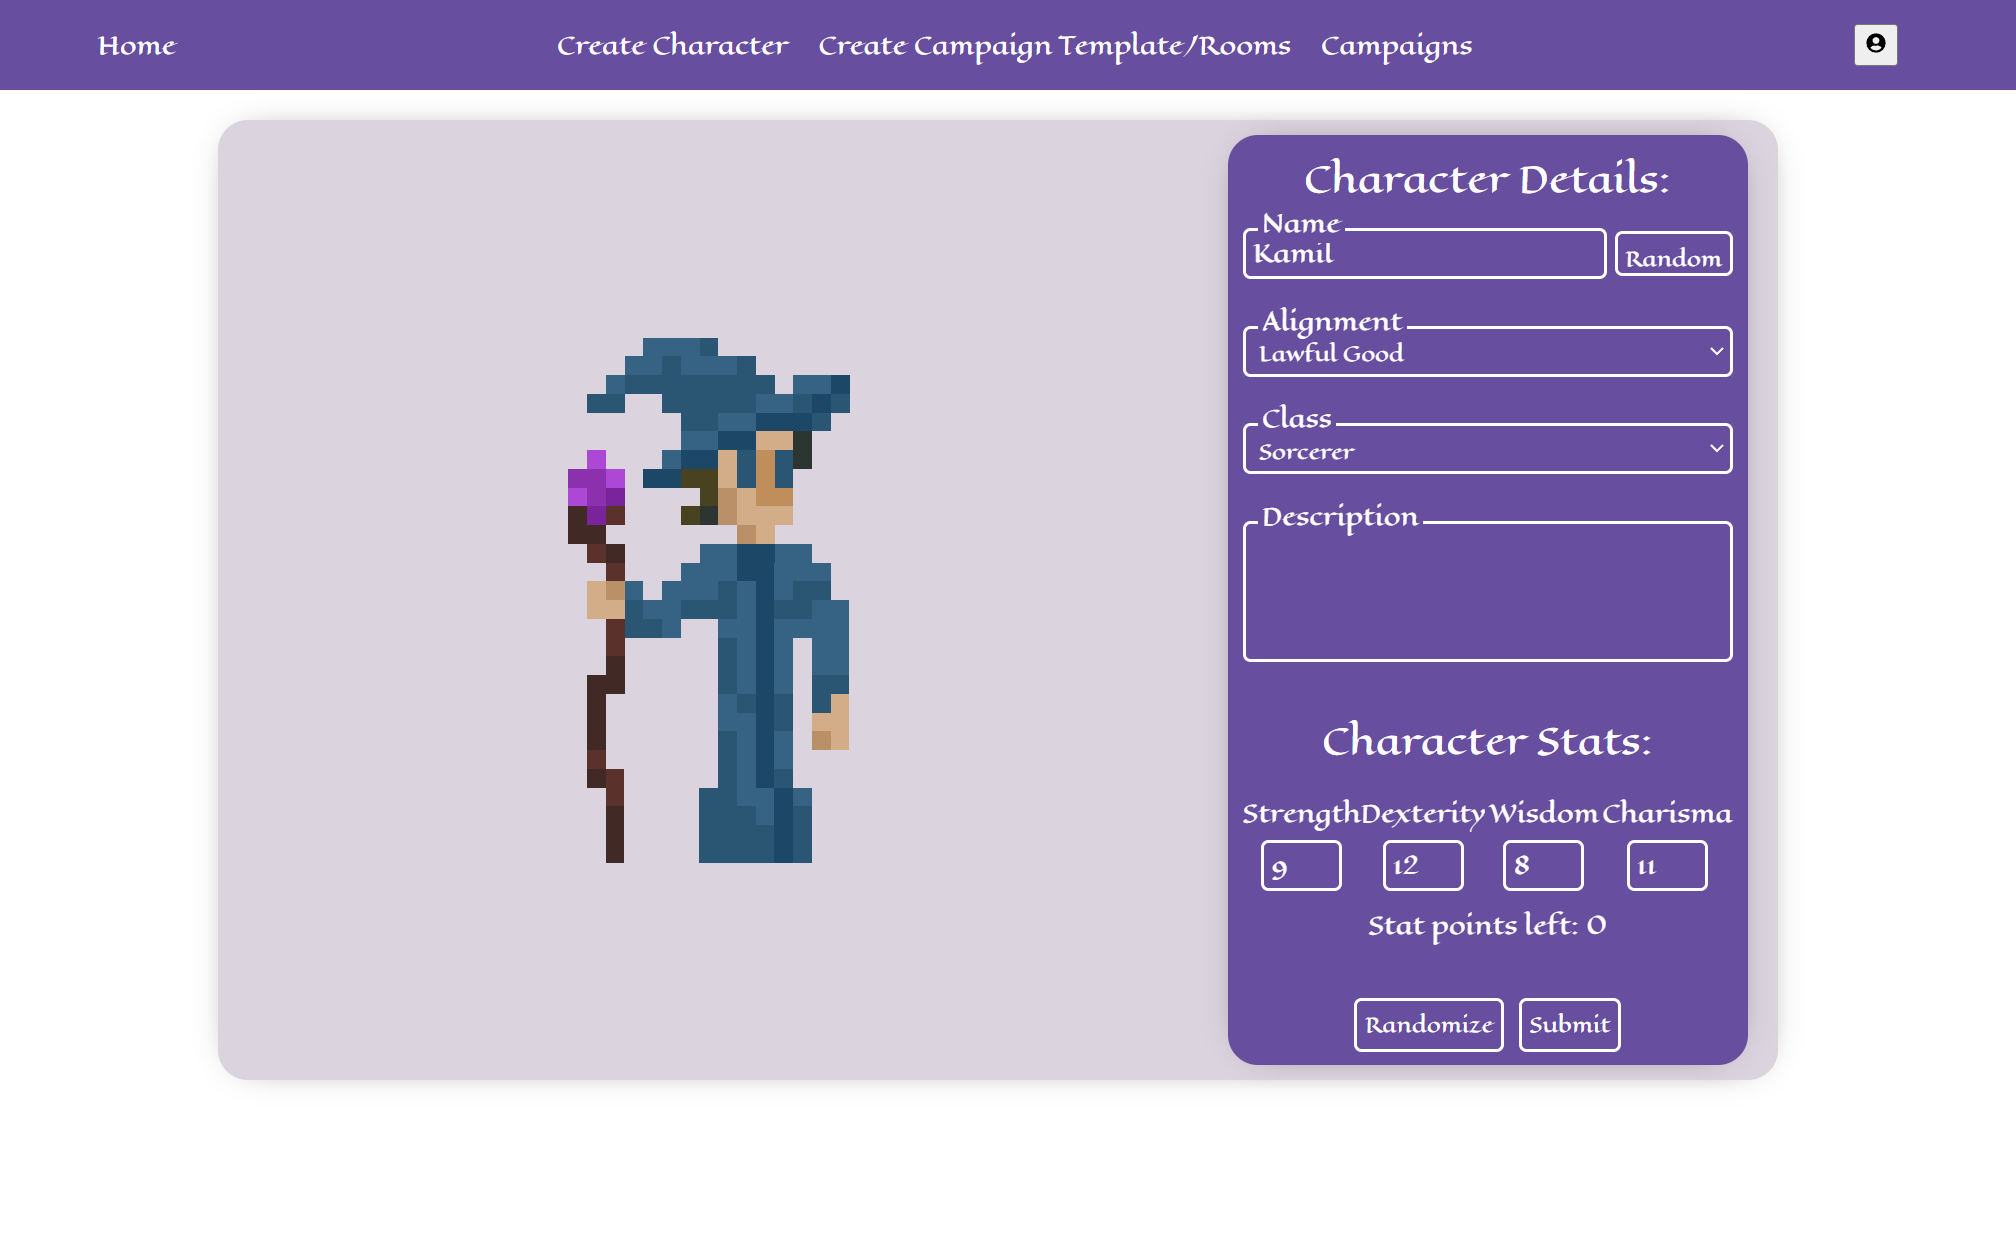 Home Create Character Create Campaign Template/Rooms Campaigns
Character Details:
Name
Kamil Random
Alignment
Lawful Good
Class
Sorcerer
Description
Character Stats:
Strength Dexterity Wisdom Charisma
9 12 8 11
Stat points left: 0
Randomize Submit